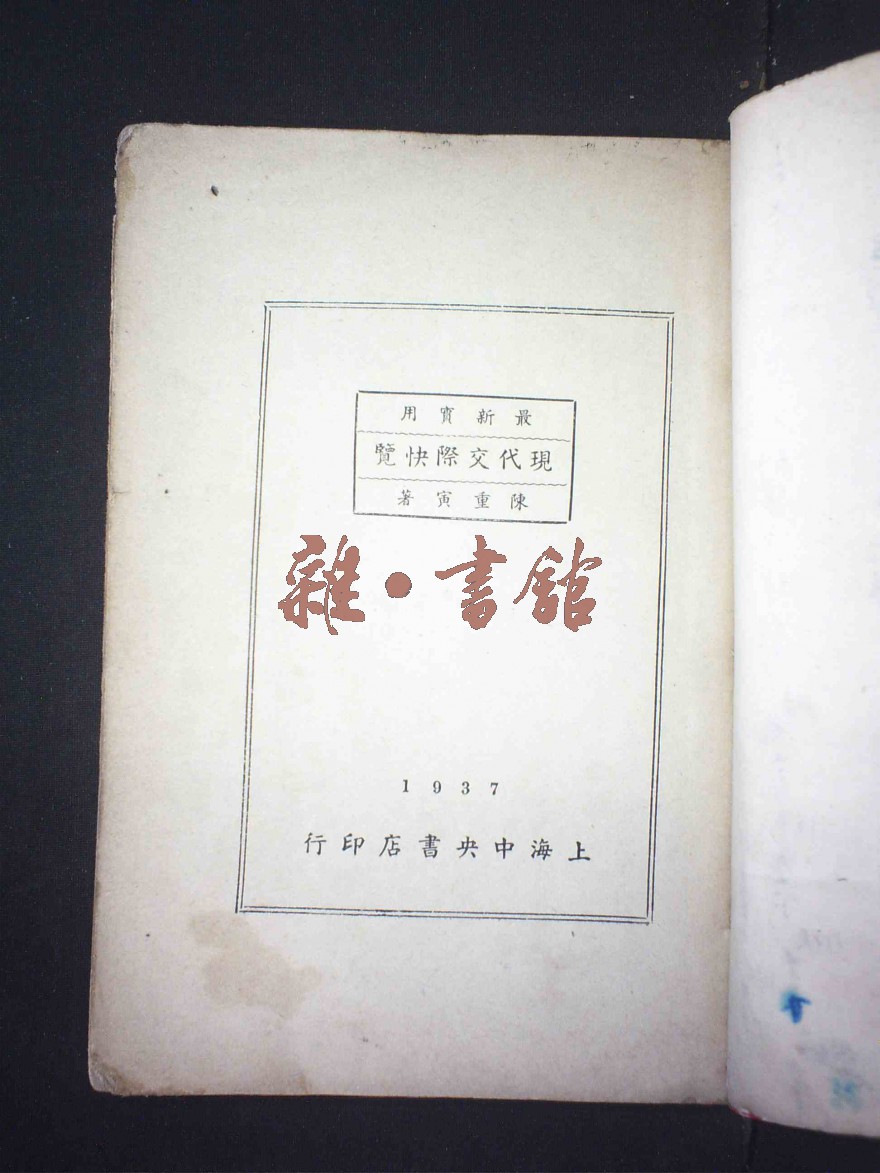 最新實用
現代交際快覽
陳重寅著
雜·書館
1937
上海中央書店印行